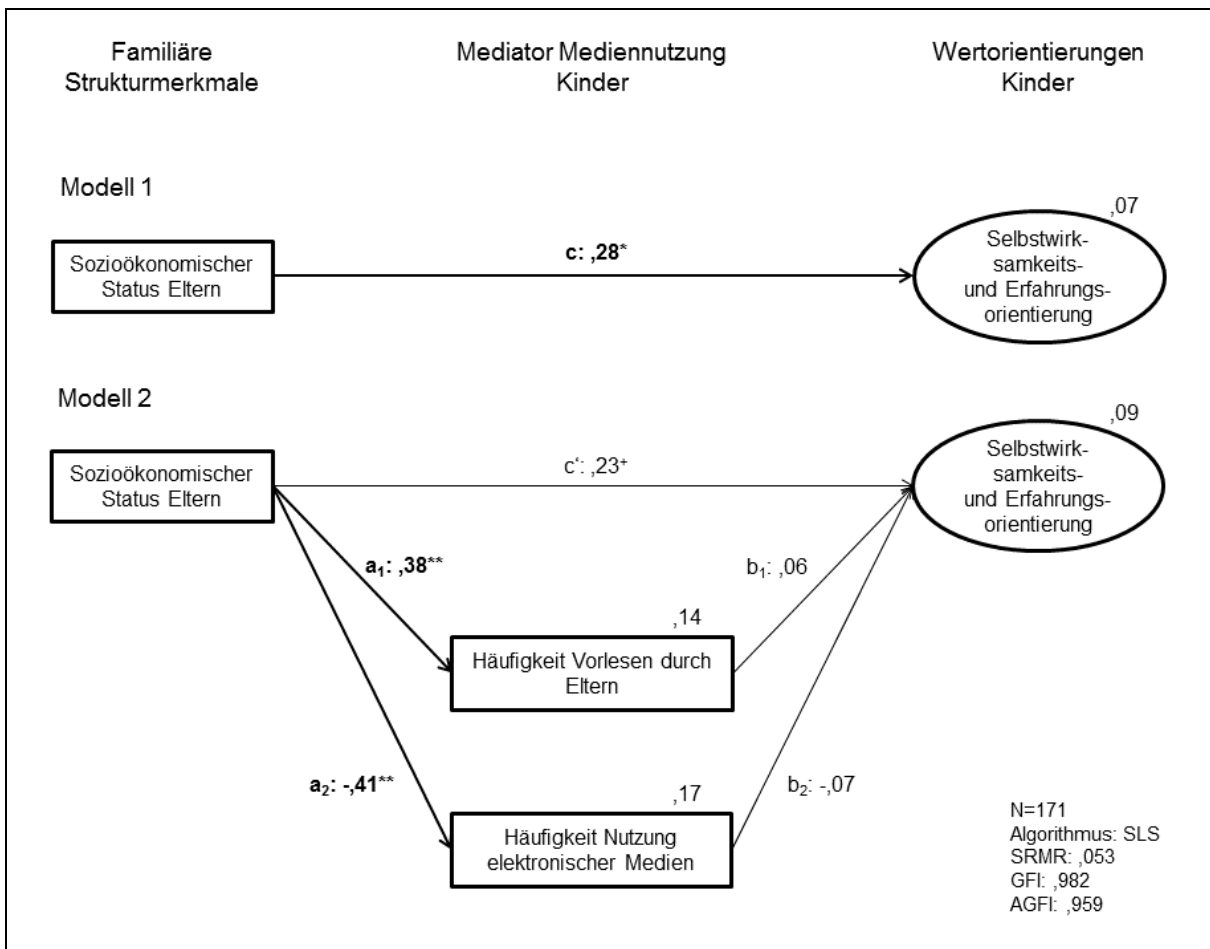 Familiäre
Strukturmerkmale
Mediator Mediennutzung
Kinder
Wertorientierungen
Kinder
Modell 1
Sozioökonomischer
Status Eltern
c: ,28*
,07
Selbstwirk-
samkeits-
und Erfahrungs-
orientierung
Modell 2
Sozioökonomischer
Status Eltern
c‘: ,23+
,09
Selbstwirk-
samkeits-
und Erfahrungs-
orientierung
a1: ,38**
b1: ,06
,14
Häufigkeit Vorlesen durch
Eltern
a2: -,41**
b2: -,07
,17
Häufigkeit Nutzung
elektronischer Medien
N=171
Algorithmus: SLS
SRMR: ,053
GFI: ,982
AGFI: ,959